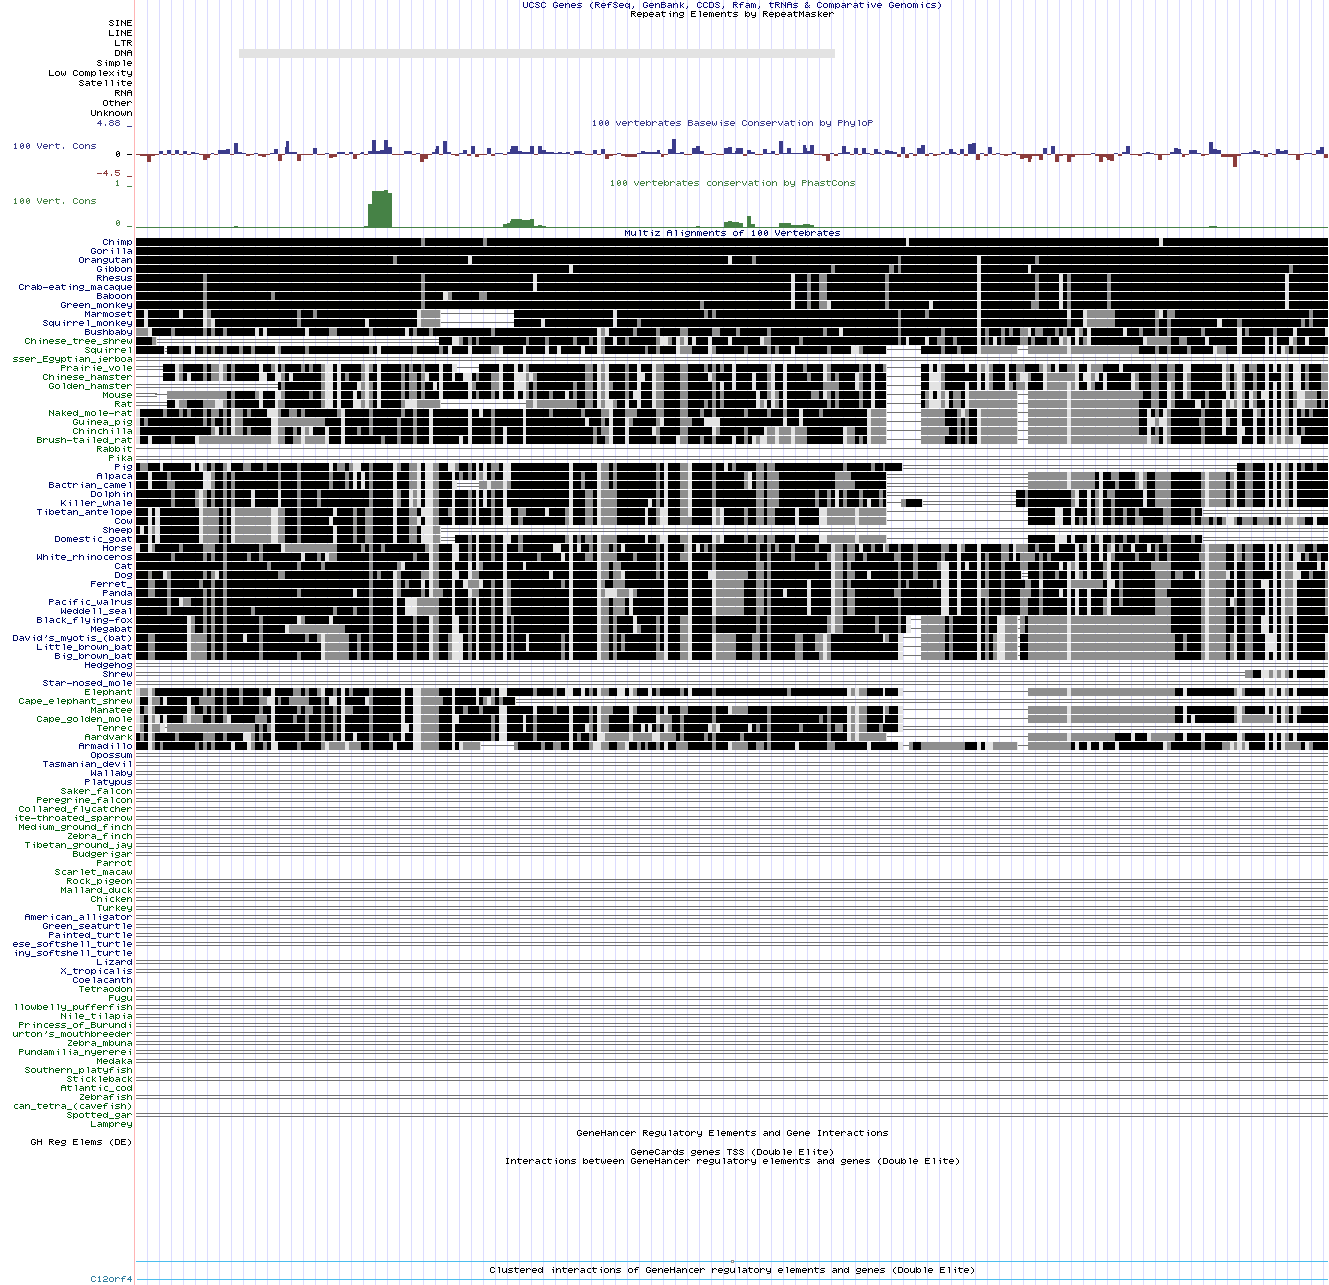 UCSC Genes (RefSeq, GenBank, CCDS, Rfam, tRNAs & Comparative Genomics)
Repeating Elements by RepeatMasker
SINE
LINE
LTR
DNA
Simple
Low Complexity
Satellite
RNA
Other
Unknown
4.88 _
100 vertebrates Basewise Conservation by PhyloP
100 Vert. Cons
0 _
-4.5 _
100 vertebrates conservation by PhastCons
1 _
100 Vert. Cons
0 _
Multiz Alignments of 100 Vertebrates
Chimp
Gorilla
Orangutan
Gibbon
Rhesus
Crab-eating_macaque
Baboon
Green_monkey
Marmoset
Squirrel_monkey
Bushbaby
Chinese_tree_shrew
Squirrel
sser_Egyptian_jerboa
Prairie_vole
Chinese_hamster
Golden_hamster
Mouse
Rat
Naked_mole-rat
Guinea_pig
Chinchilla
Brush-tailed_rat
Rabbit
Pika
Pig
Alpaca
Bactrian_camel
Dolphin
Killer_whale
Tibetan_antelope
Cow
Sheep
Domestic_goat
Horse
White_rhinoceros
Cat
Dog
Ferret_
Panda
Pacific_walrus
Weddell_seal
Black_flying-fox
Megabat
David's_myotis_(bat)
Little_brown_bat
Big_brown_bat
Hedgehog
Shrew
Star-nosed_mole
Elephant
Cape_elephant_shrew
Manatee
Cape_golden_mole
Tenrec
Aardvark
Armadillo
Opossum
Tasmanian_devil
Wallaby
Platypus
Saker_falcon
Peregrine_falcon
Collared_flycatcher
ite-throated_sparrow
Medium_ground_finch
Zebra_finch
Tibetan_ground_jay
Budgerigar
Parrot
Scarlet_macaw
Rock_pigeon
Mallard_duck
Chicken
Turkey
American_alligator
Green_seaturtle
Painted_turtle
ese_softshell_turtle
iny_softshell_turtle
Lizard
X_tropicalis
Coelacanth
Tetraodon
Fugu
llowbelly_pufferfish
Nile_tilapia
Princess_of_Burundi
urton's_mouthbreeder
Zebra_mbuna
Pundamilia_nyererei
Medaka
Southern_platyfish
Stickleback
Atlantic_cod
Zebrafish
can_tetra_(cavefish)
Spotted_gar
Lamprey
GeneHancer Regulatory Elements and Gene Interactions
GH Reg Elems (DE)
GeneCards genes TSS (Double Elite)
Interactions between GeneHancer regulatory elements and genes (Double Elite)
Clustered interactions of GeneHancer regulatory elements and genes (Double Elite)
C12orf4